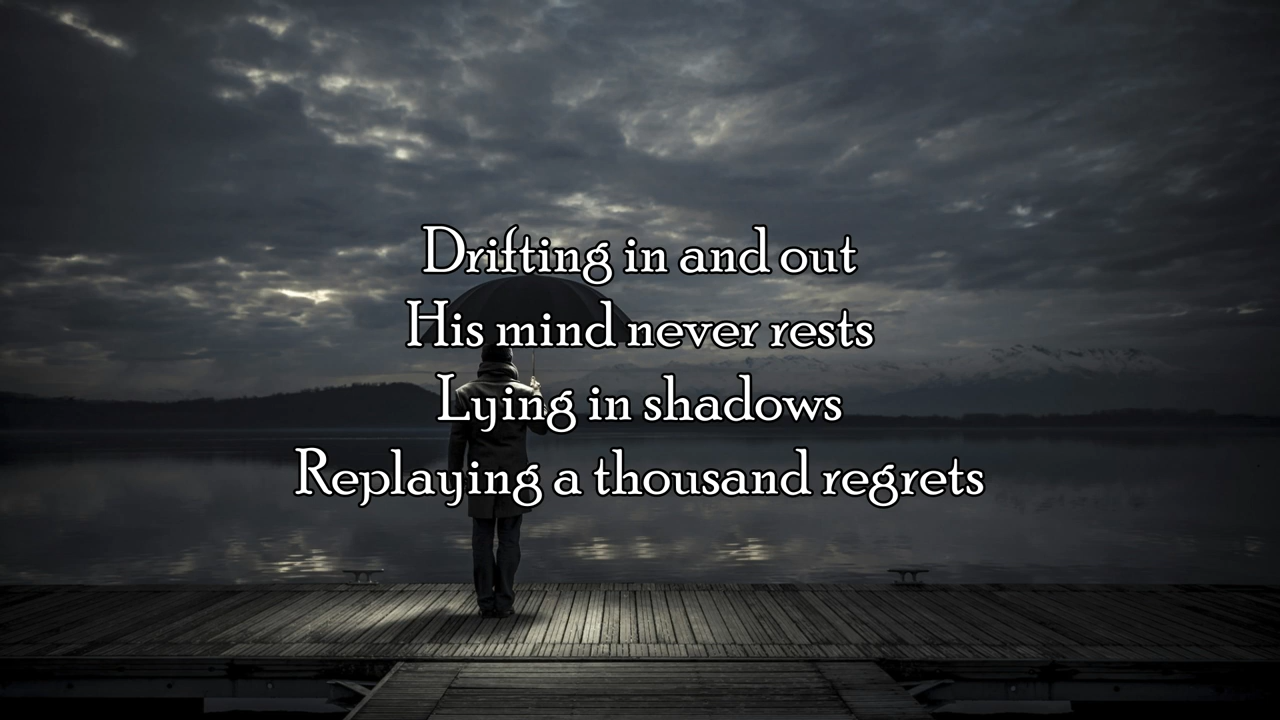 Drifting in and out
His mind never rests
Lying in shadows
Replaying a thousand regrets